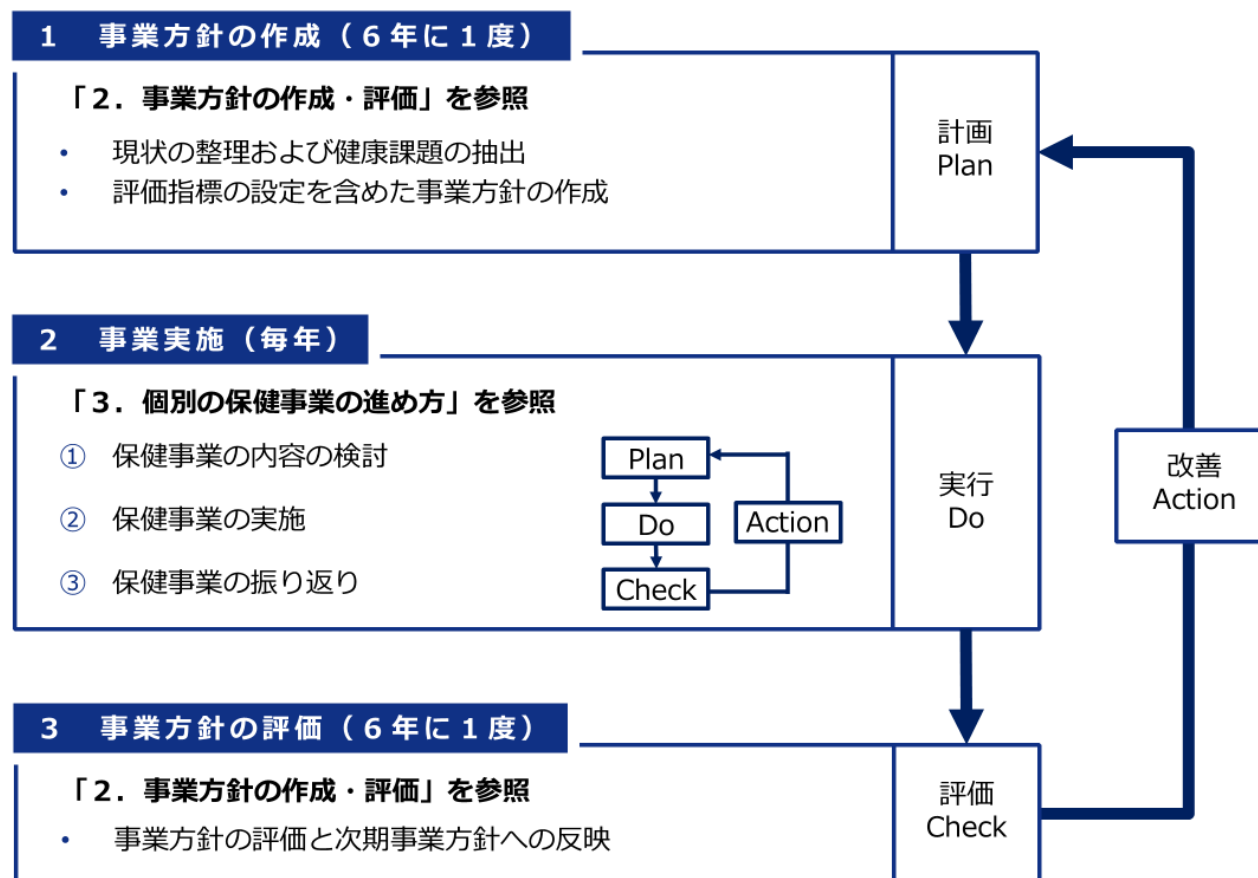 1 事業方針の作成（6年に1度）
「2．事業方針の作成・評価」を参照
• 現状の整理および健康課題の抽出
• 評価指標の設定を含めた事業方針の作成
計画
Plan
2 事業実施（毎年）
「3．個別の保健事業の進め方」を参照
① 保健事業の内容の検討
② 保健事業の実施
③ 保健事業の振り返り
Plan
Do
Check
Action
実行
Do
改善
Action
3 事業方針の評価（6年に1度）
「2．事業方針の作成・評価」を参照
• 事業方針の評価と次期事業方針への反映
評価
Check